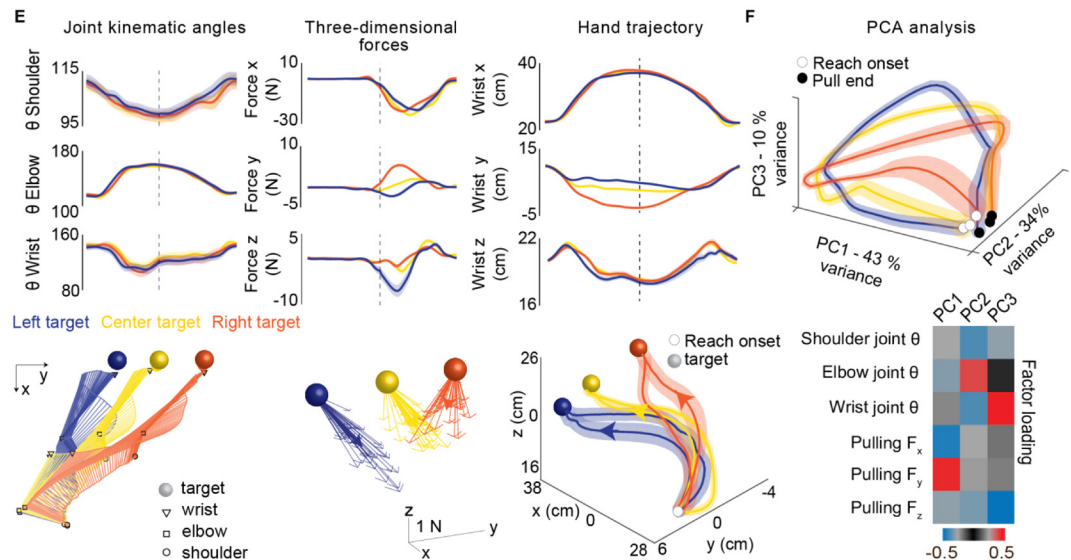 E
Joint kinematic angles
θ Shoulder
115
95
θ Elbow
180
100
θ Wrist
160
80
Three-dimensional
forces
Force x
(N)
10
-30
Force y
(N)
10
-5
Force z
(N)
5
-10
Hand trajectory
Wrist x
(cm)
40
20
Wrist y
(cm)
15
-5
Wrist z
(cm)
22
16
F
PCA analysis
Reach onset
Pull end
PC3 - 10 %
variance
PC1 - 43 %
variance
PC2 - 34%
variance
Left target Center target Right target
y
x
target
wrist
elbow
shoulder
z
1 N
y
x
Reach onset
target
z (cm)
26
0
16
38
x (cm)
0
28
6
y (cm)
0
-4
PC1
PC2
PC3
Shoulder joint θ
Elbow joint θ
Wrist joint θ
Pulling Fx
Pulling Fy
Pulling Fz
Factor loading
-0.5
0.5